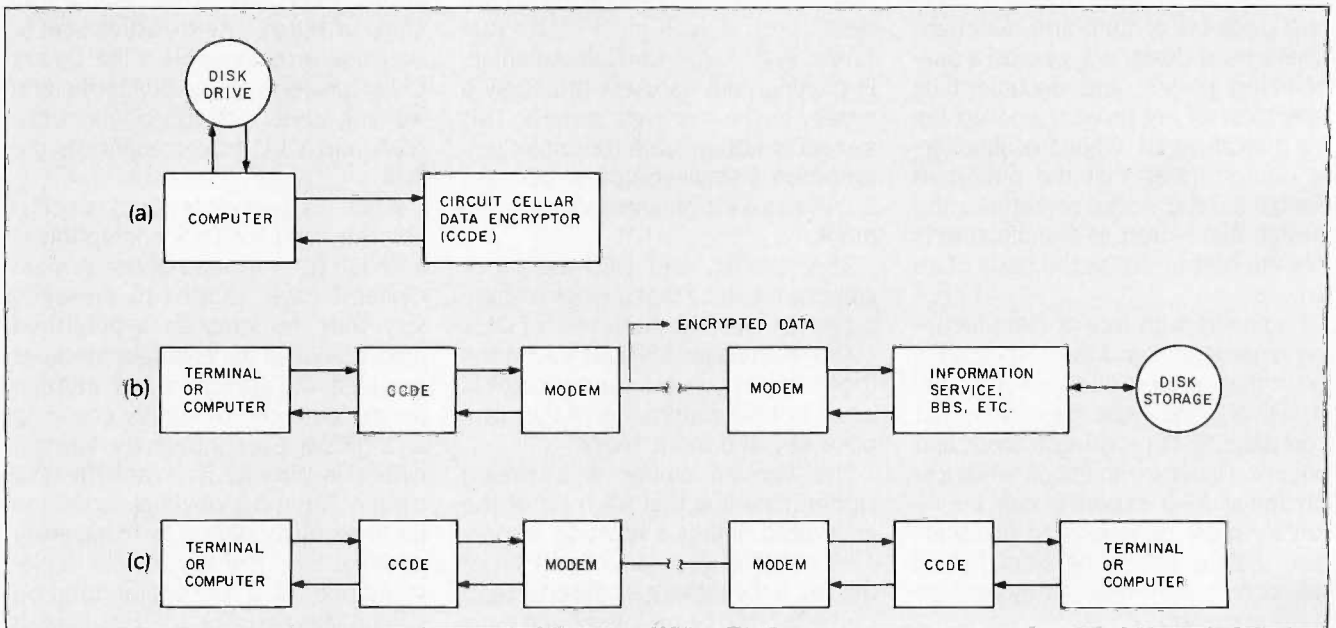 DISK
DRIVE
(a)
COMPUTER
CIRCUIT CELLAR
DATA ENCRYPTOR
(CCDE)
ENCRYPTED DATA
(b)
TERMINAL
OR
COMPUTER
CCDE
MODEM
MODEM
INFORMATION
SERVICE,
BBS, ETC.
DISK
STORAGE
(c)
TERMINAL
OR COMPUTER
CCDE
MODEM
MODEM
CCDE
TERMINAL
OR
COMPUTER